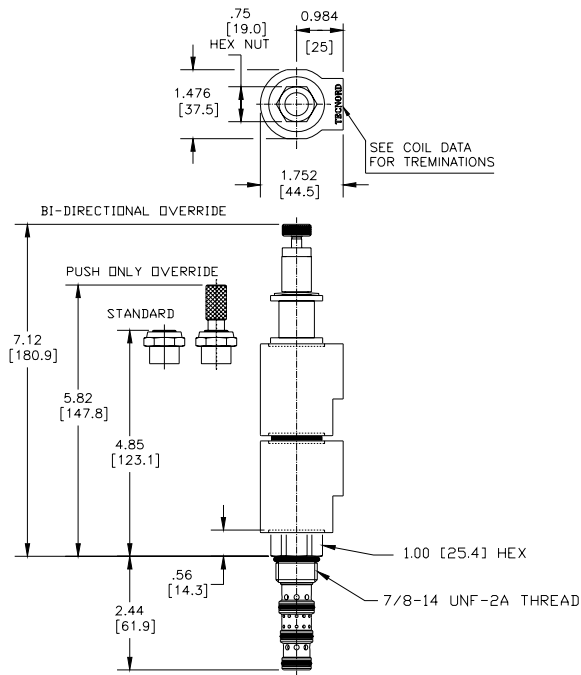 .75
[19.0]
HEX NUT
0.984
[25]
1.476
[37.5]
TECNORD
SEE COIL DATA
FOR TREMINATIONS
1.752
[44.5]
BI-DIRECTIONAL OVERRIDE
PUSH ONLY OVERRIDE
STANDARD
7.12
[180.9]
5.82
[147.8]
4.85
[123.1]
.56
[14.3]
1.00 [25.4] HEX
7/8-14 UNF-2A THREAD
2.44
[61.9]